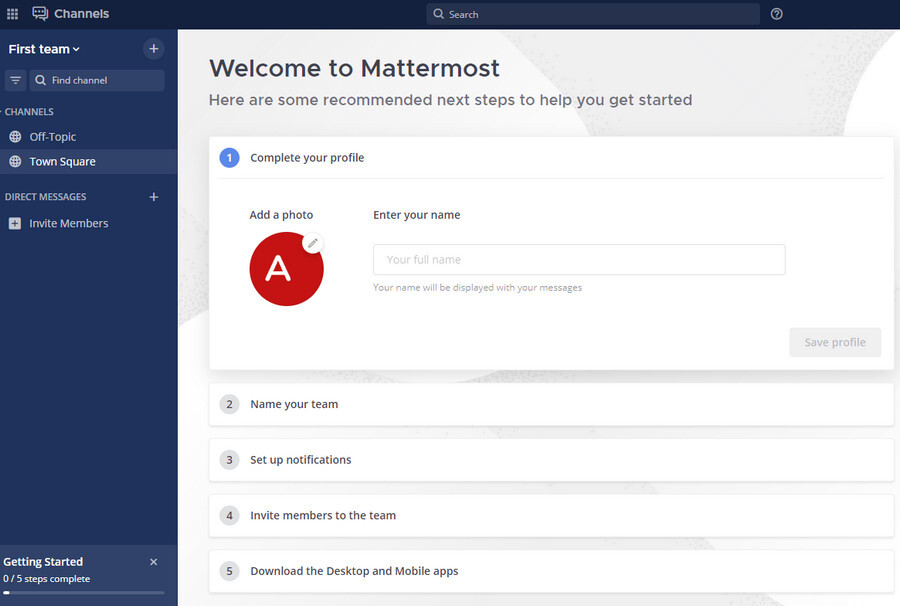 Channels
Search
First team
Find channel
CHANNELS
Off-Topic
Town Square
DIRECT MESSAGES
Invite Members
Getting Started
0 / 5 steps complete
Welcome to Mattermost
Here are some recommended next steps to help you get started
1 Complete your profile
Add a photo
A
Enter your name
Your full name
Your name will be displayed with your messages
Save profile
2 Name your team
3 Set up notifications
4 Invite members to the team
5 Download the Desktop and Mobile apps